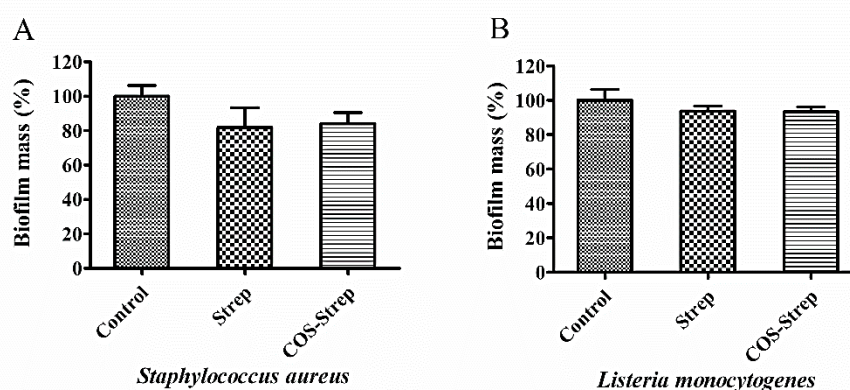 A
Biofilm mass (%)
120
100
80
60
40
20
0
Control
Strep
COS-Strep
Staphylococcus aureus
B
Biofilm mass (%)
120
100
80
60
40
20
0
Control
Strep
COS-Strep
Listeria monocytogenes